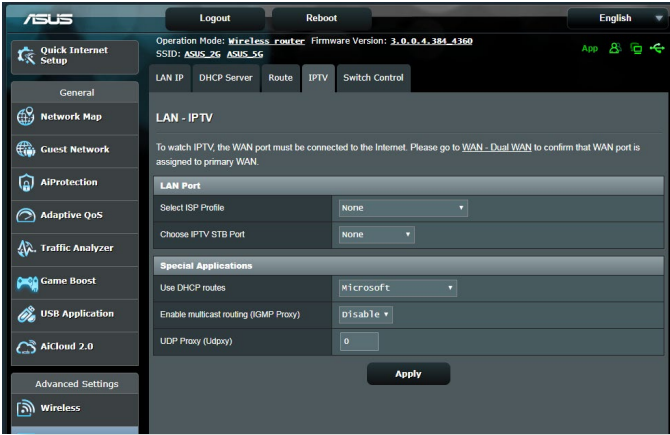 ASUS
Logout
Reboot
English
Quick Internet
Setup
Operation Mode: Wireless router Firmware Version: 3.0.0.4.384_4360
SSID: ASUS_2G ASUS_5G
App
LAN IP
DHCP Server
Route
IPTV
Switch Control
General
Network Map
Guest Network
AiProtection
Adaptive QoS
Traffic Analyzer
Game Boost
USB Application
AiCloud 2.0
Advanced Settings
Wireless
LAN - IPTV
To watch IPTV, the WAN port must be connected to the Internet. Please go to WAN - Dual WAN to confirm that WAN port is
assigned to primary WAN.
LAN Port
Select ISP Profile
None
Choose IPTV STB Port
None
Special Applications
Use DHCP routes
Microsoft
Enable multicast routing (IGMP Proxy)
Disable
UDP Proxy (Udpxy)
0
Apply